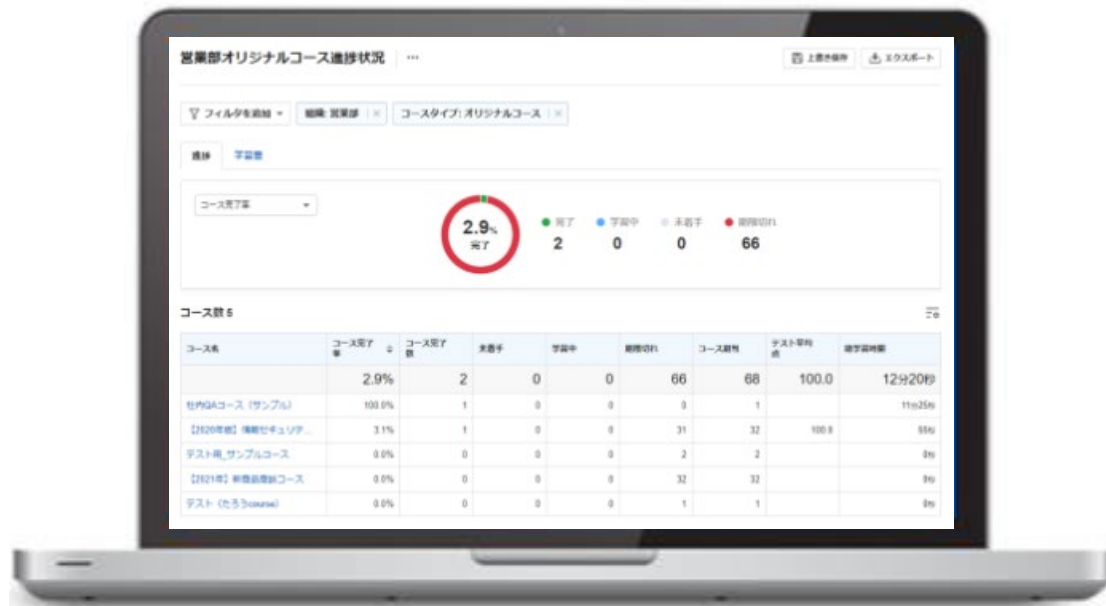 営業部オリジナルコース進捗状況 …
上書き保存 エクスポート
フィルタを追加 組織: 営業部 × コースタイプ: オリジナルコース ×
進捗 学習量
コース完了率
2.9%
完了
完了 学習中 未着手 期限切れ
2 0 0 66
コース数 5
コース名 コース完了率 コース完了数 未着手 学習中 期限切れ コース割当 テスト平均点 総学習時間
2.9% 2 0 0 66 68 100.0 12分20秒
社内QAコース（サンプル） 100.0% 1 0 0 0 1 11分25秒
【2020年版】情報セキュリテ... 3.1% 1 0 0 31 32 100.0 55秒
テスト用_サンプルコース 0.0% 0 0 0 2 2 0秒
【2021年】新商品商談コース 0.0% 0 0 0 32 32 0秒
テスト（たろうcourse） 0.0% 0 0 0 1 1 0秒